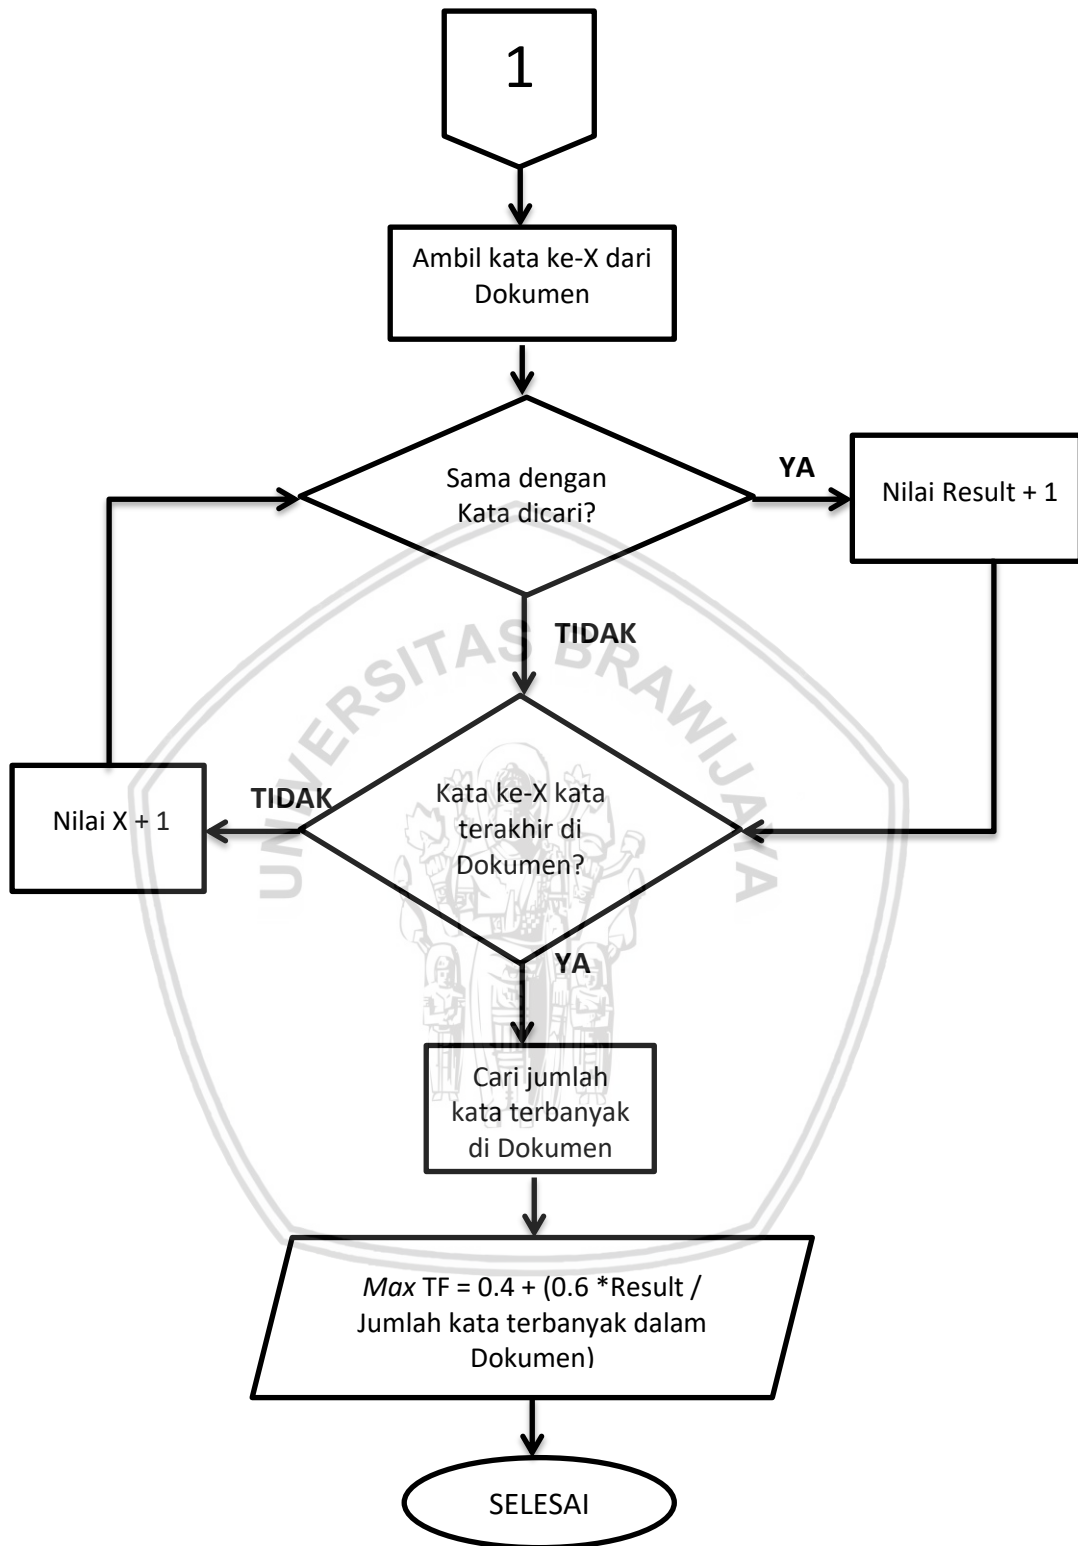 1
Ambil kata ke-X dari
Dokumen
Sama dengan
Kata dicari?
YA
Nilai Result + 1
TIDAK
UNIVERSITAS BRAWIJAYA
Kata ke-X kata
terakhir di
Dokumen?
TIDAK
Nilai X + 1
YA
Cari jumlah
kata terbanyak
di Dokumen
Max TF = 0.4 + (0.6 *Result /
Jumlah kata terbanyak dalam
Dokumen)
SELESAI